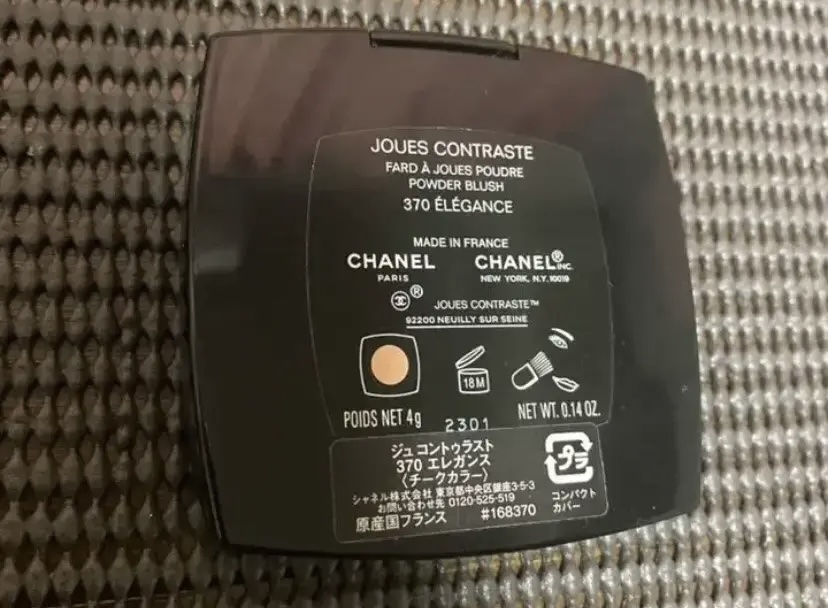 JOUES CONTRASTE
FARD À JOUES POUDRE
POWDER BLUSH
370 ÉLÉGANCE
MADE IN FRANCE
CHANEL CHANEL® INC.
PARIS NEW YORK, N.Y. 10019
® JOUES CONTRASTE™
92200 NEUILLY SUR SEINE
18M
POIDS NET 4g 2301 NET WT. 0.14 OZ.
ジュ コントゥラスト
370 エレガンス
〈チークカラー〉
シャネル株式会社 東京都中央区銀座3-5-3
お問い合わせ先 0120-525-519
原産国フランス #168370
プラ
コンパクト
カバー